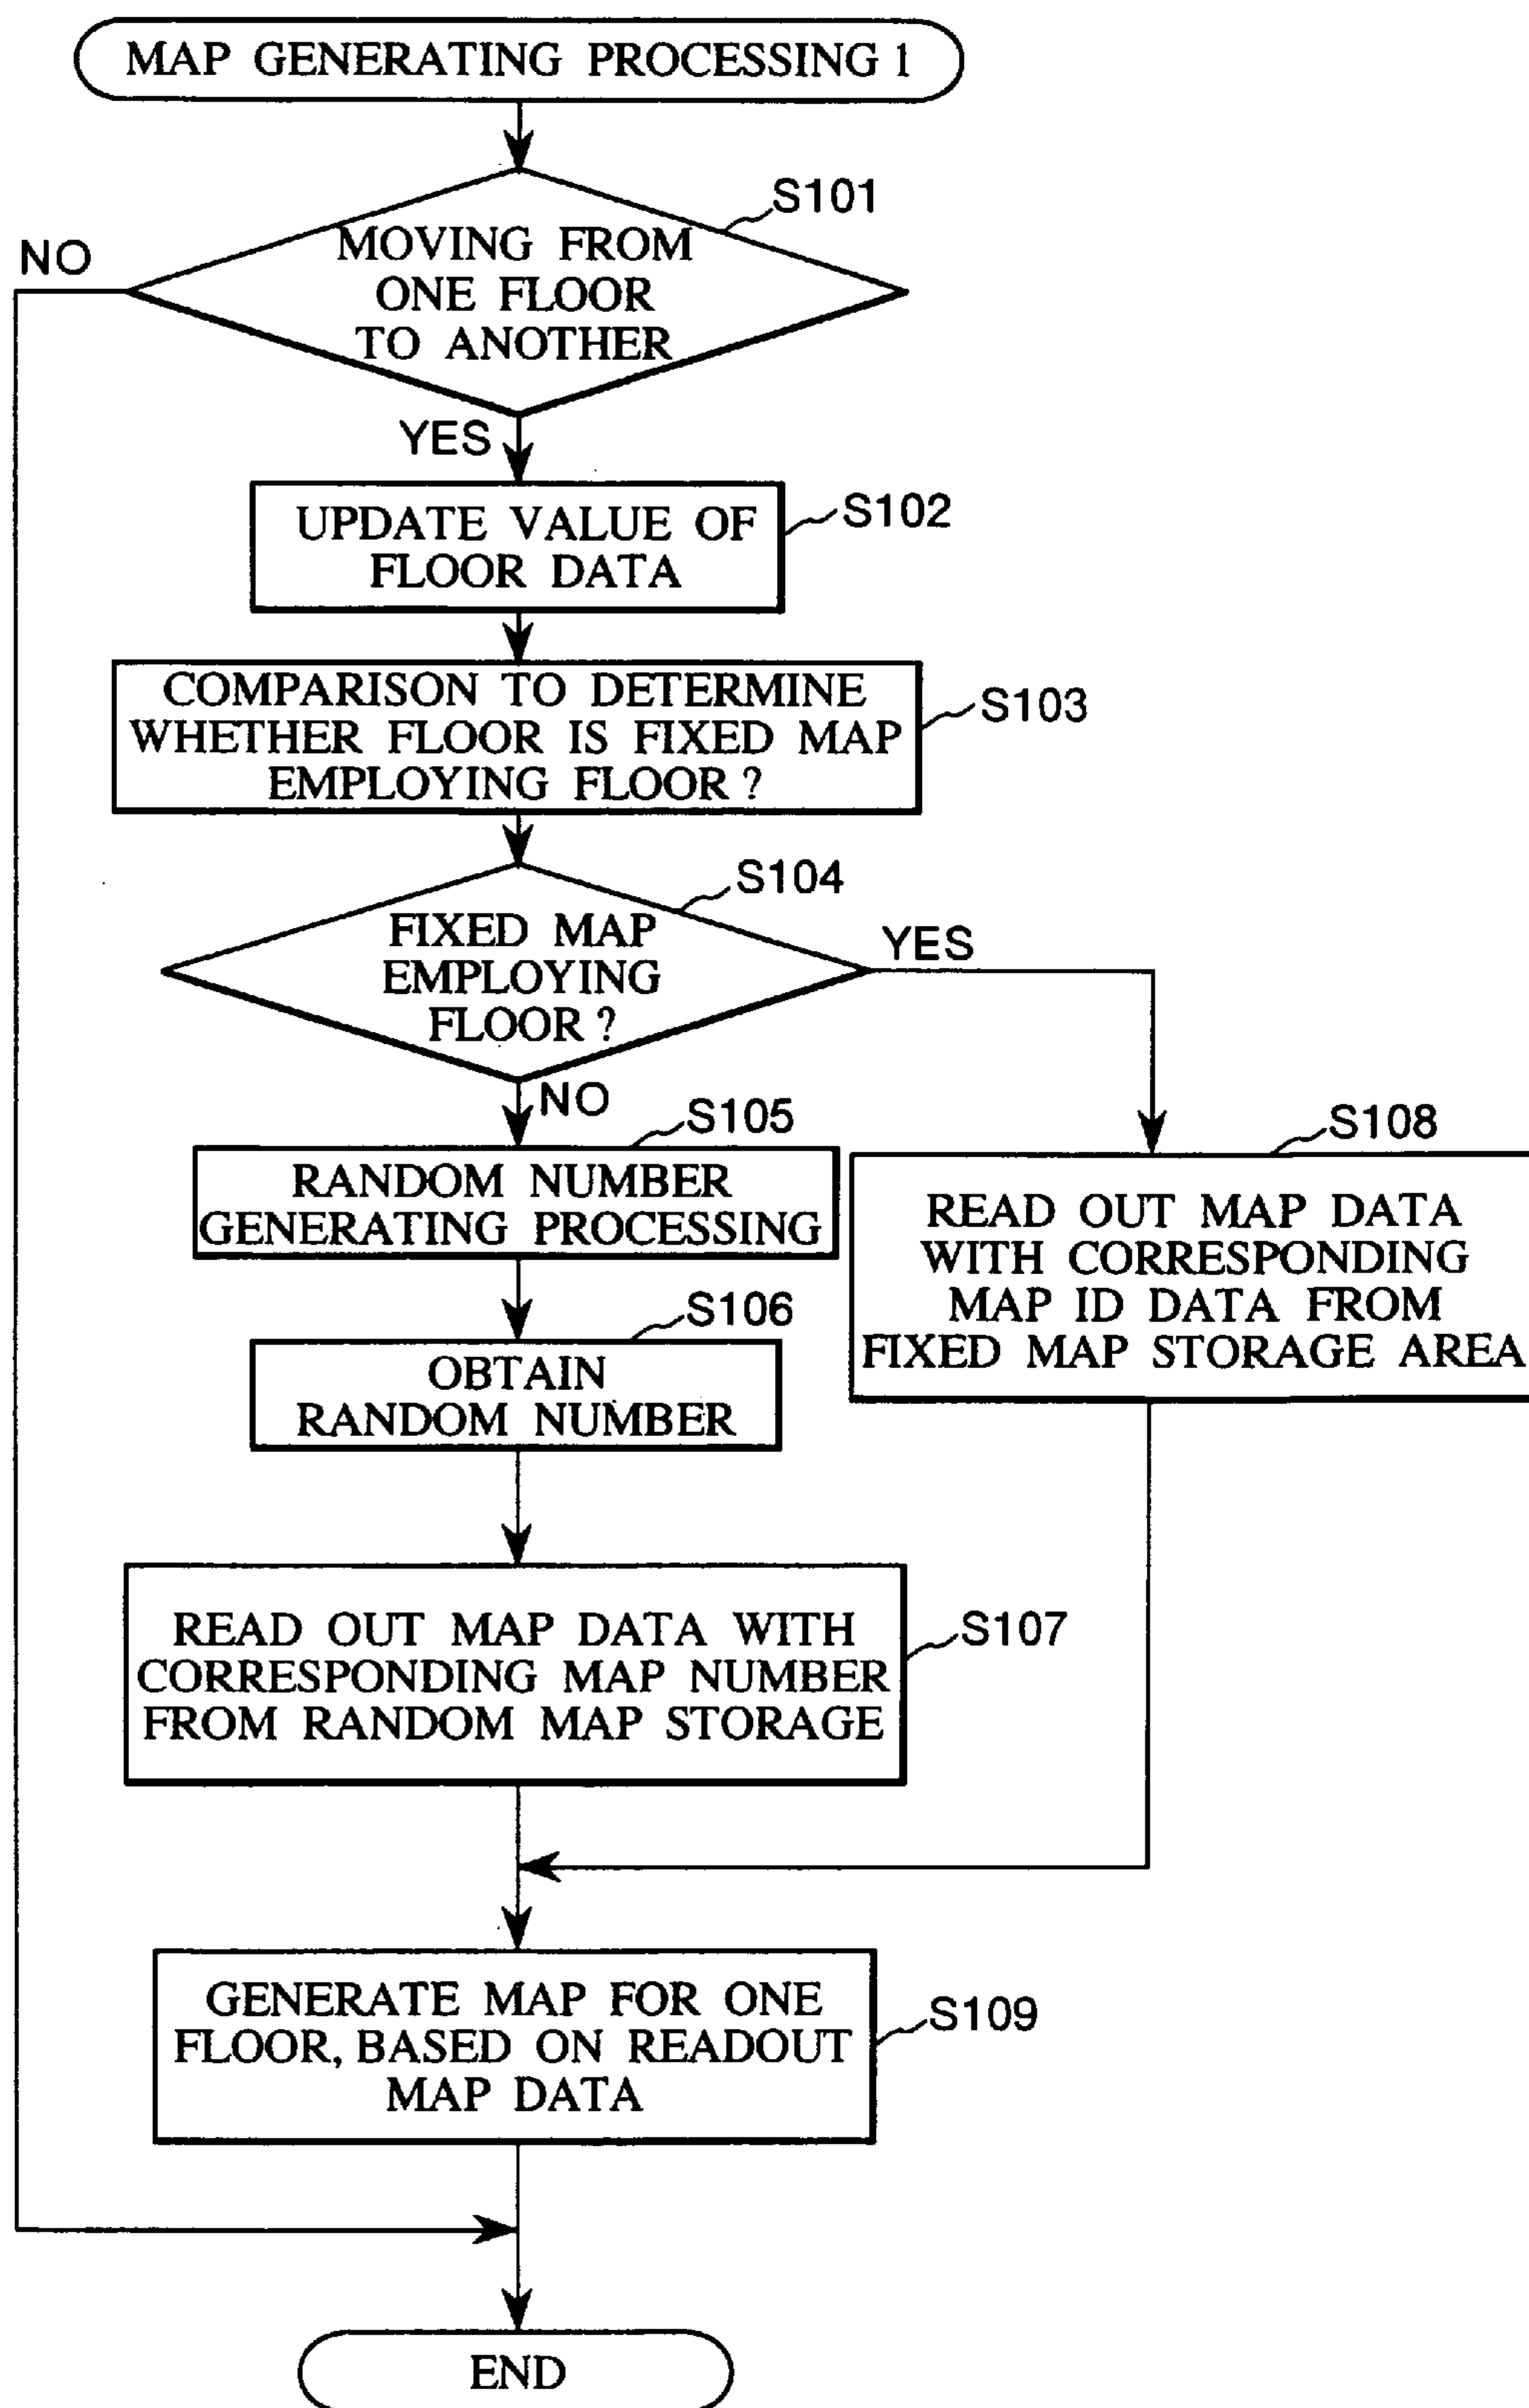 MAP GENERATING PROCESSING 1
S101
NO
MOVING FROM
ONE FLOOR
TO ANOTHER
YES
S102
UPDATE VALUE OF
FLOOR DATA
S103
COMPARISON TO DETERMINE
WHETHER FLOOR IS FIXED MAP
EMPLOYING FLOOR ?
S104
FIXED MAP
EMPLOYING
FLOOR ?
YES
NO
S105
RANDOM NUMBER
GENERATING PROCESSING
S108
READ OUT MAP DATA
WITH CORRESPONDING
MAP ID DATA FROM
FIXED MAP STORAGE AREA
S106
OBTAIN
RANDOM NUMBER
S107
READ OUT MAP DATA WITH
CORRESPONDING MAP NUMBER
FROM RANDOM MAP STORAGE
S109
GENERATE MAP FOR ONE
FLOOR, BASED ON READOUT
MAP DATA
END